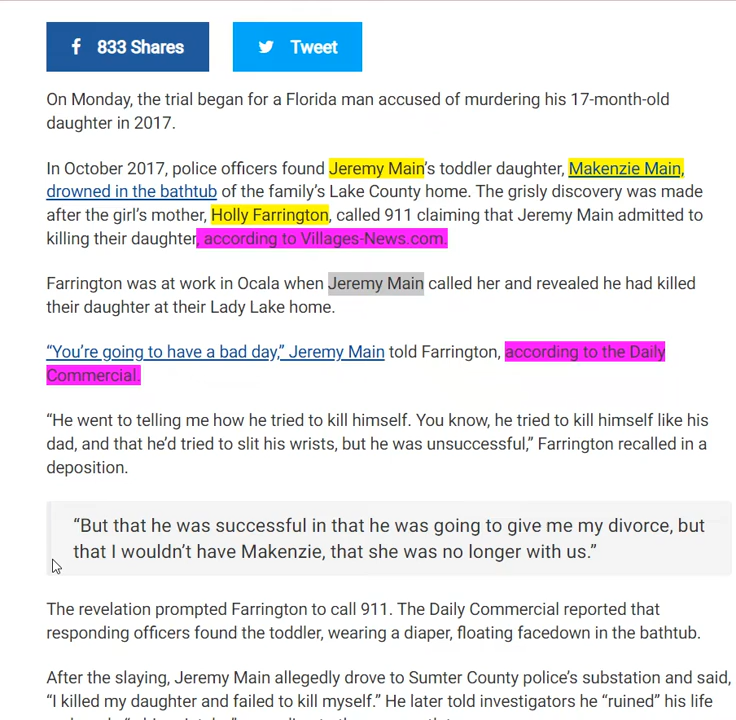 833 Shares
Tweet
On Monday, the trial began for a Florida man accused of murdering his 17-month-old
daughter in 2017.
In October 2017, police officers found Jeremy Main’s toddler daughter, Makenzie Main,
drowned in the bathtub of the family’s Lake County home. The grisly discovery was made
after the girl’s mother, Holly Farrington, called 911 claiming that Jeremy Main admitted to
killing their daughter, according to Villages-News.com.
Farrington was at work in Ocala when Jeremy Main called her and revealed he had killed
their daughter at their Lady Lake home.
“You’re going to have a bad day,” Jeremy Main told Farrington, according to the Daily
Commercial.
“He went to telling me how he tried to kill himself. You know, he tried to kill himself like his
dad, and that he’d tried to slit his wrists, but he was unsuccessful,” Farrington recalled in a
deposition.
“But that he was successful in that he was going to give me my divorce, but
that I wouldn’t have Makenzie, that she was no longer with us.”
The revelation prompted Farrington to call 911. The Daily Commercial reported that
responding officers found the toddler, wearing a diaper, floating facedown in the bathtub.
After the slaying, Jeremy Main allegedly drove to Sumter County police’s substation and said,
“I killed my daughter and failed to kill myself.” He later told investigators he “ruined” his life